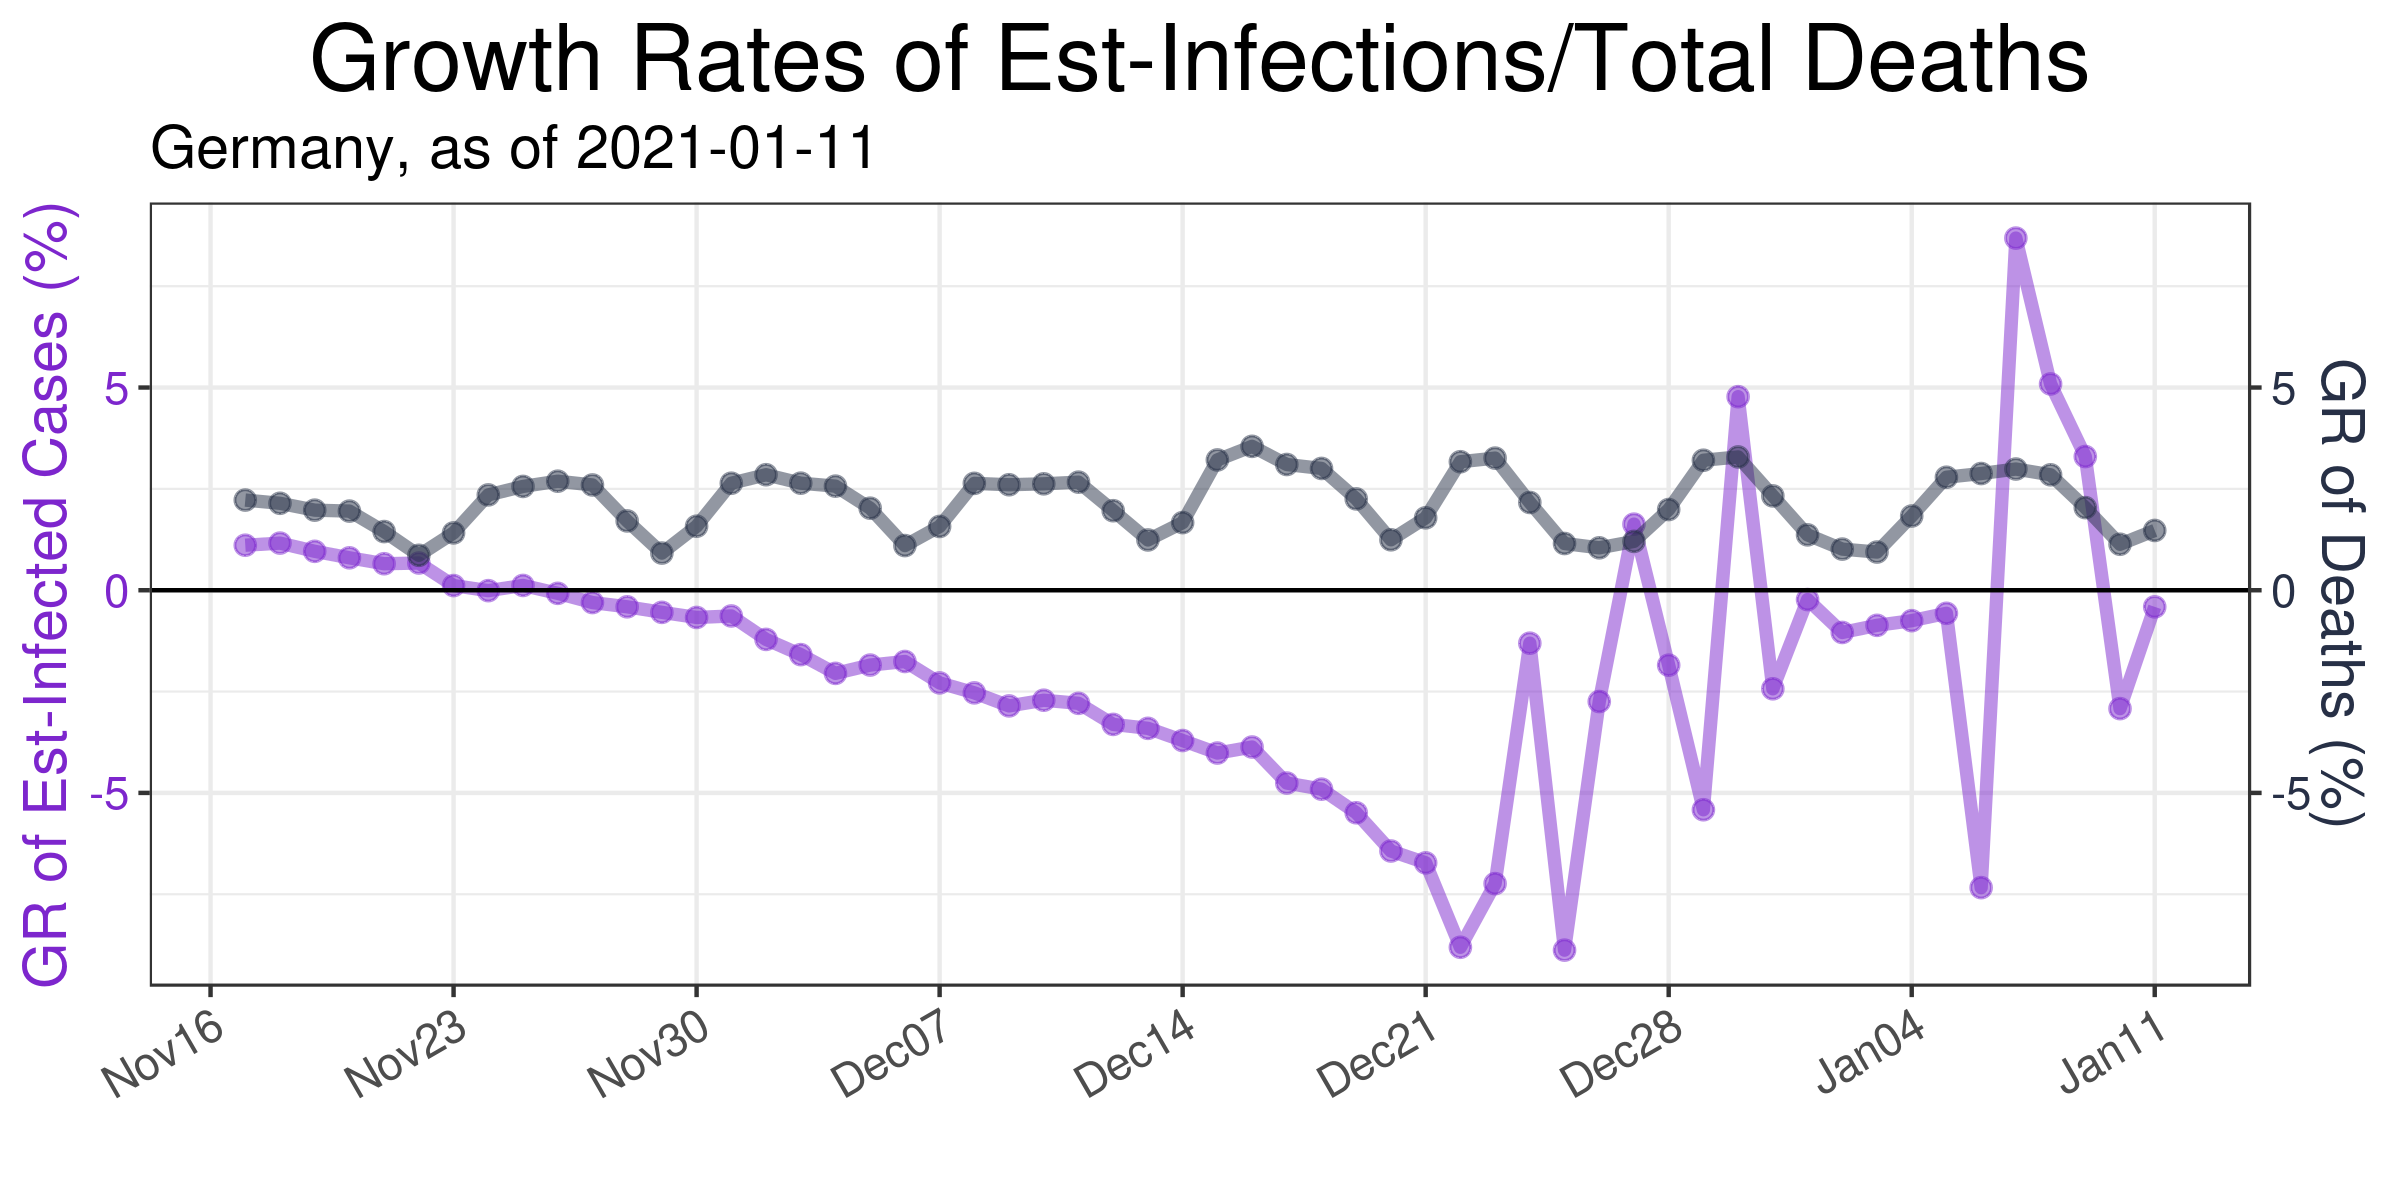 Growth Rates of Est-Infections/Total Deaths
Germany, as of 2021-01-11
GR of Est-Infected Cases (%)
5
0
-5
5
0
-5
GR of Deaths (%)
Nov16
Nov23
Nov30
Dec07
Dec14
Dec21
Dec28
Jan04
Jan11